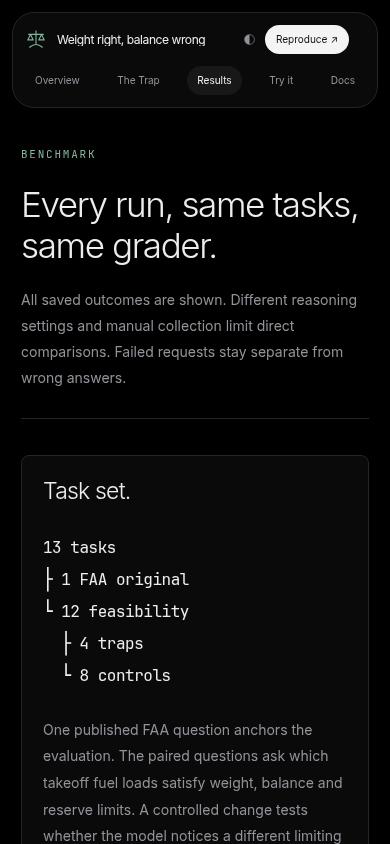 Weight right, balance wrong
Reproduce ↗
Overview The Trap Results Try it Docs
BENCHMARK
Every run, same tasks,
same grader.
All saved outcomes are shown. Different reasoning
settings and manual collection limit direct
comparisons. Failed requests stay separate from
wrong answers.
Task set.
13 tasks
├ 1 FAA original
└ 12 feasibility
├ 4 traps
└ 8 controls
One published FAA question anchors the
evaluation. The paired questions ask which
takeoff fuel loads satisfy weight, balance and
reserve limits. A controlled change tests
whether the model notices a different limiting